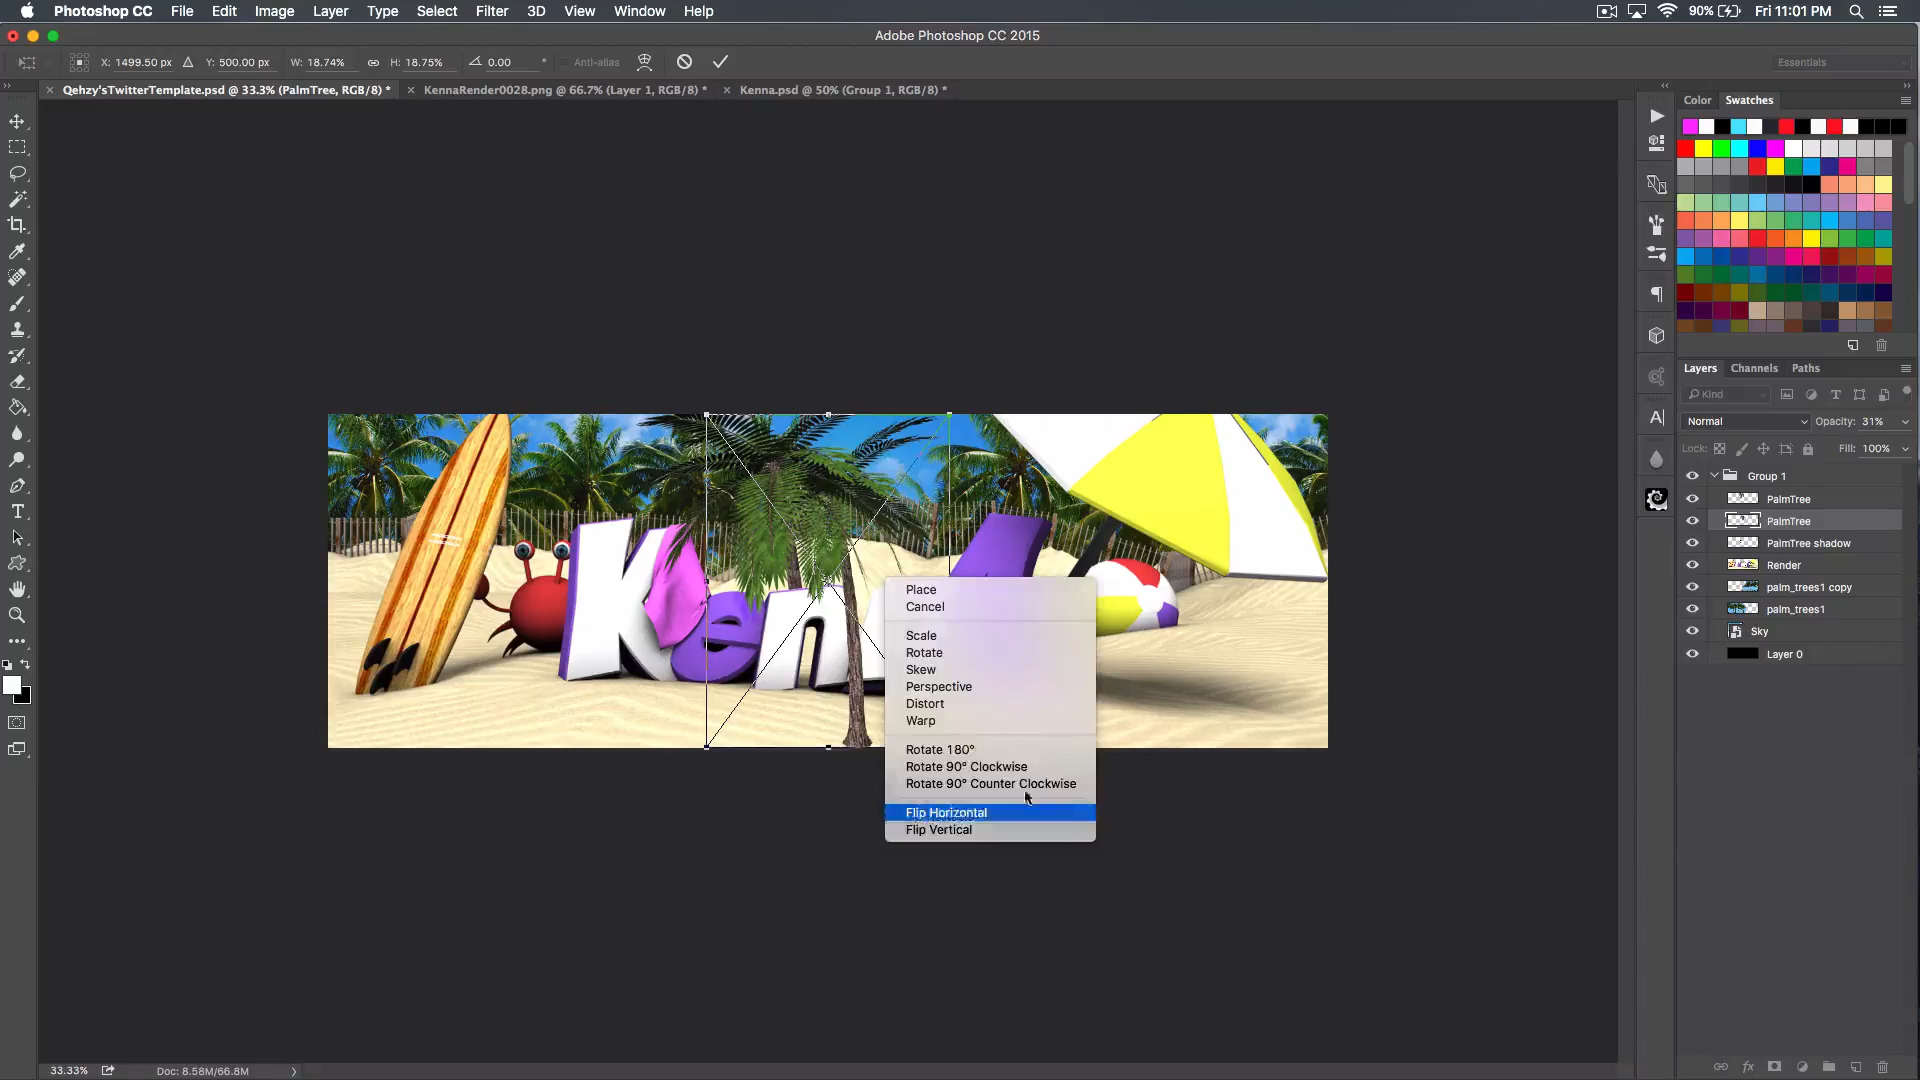 Photoshop CC File Edit Image Layer Type Select Filter 3D View Window Help 90% Fri 11:01 PM
Adobe Photoshop CC 2015
X: 1499.50 px Y: 500.00 px W: 18.74% H: 18.75% 0.00 ° Anti-alias Essentials
Qehzy'sTwitterTemplate.psd @ 33.3% (PalmTree, RGB/8) * KennaRender0028.png @ 66.7% (Layer 1, RGB/8) * Kenna.psd @ 50% (Group 1, RGB/8) *
Color Swatches
Layers Channels Paths
Kind
Normal Opacity: 31%
Lock: Fill: 100%
Group 1
PalmTree
PalmTree
PalmTree shadow
Render
palm_trees1 copy
palm_trees1
Sky
Layer 0
Kenn
Place
Cancel
Scale
Rotate
Skew
Perspective
Distort
Warp
Rotate 180°
Rotate 90° Clockwise
Rotate 90° Counter Clockwise
Flip Horizontal
Flip Vertical
33.33% Doc: 8.58M/66.8M